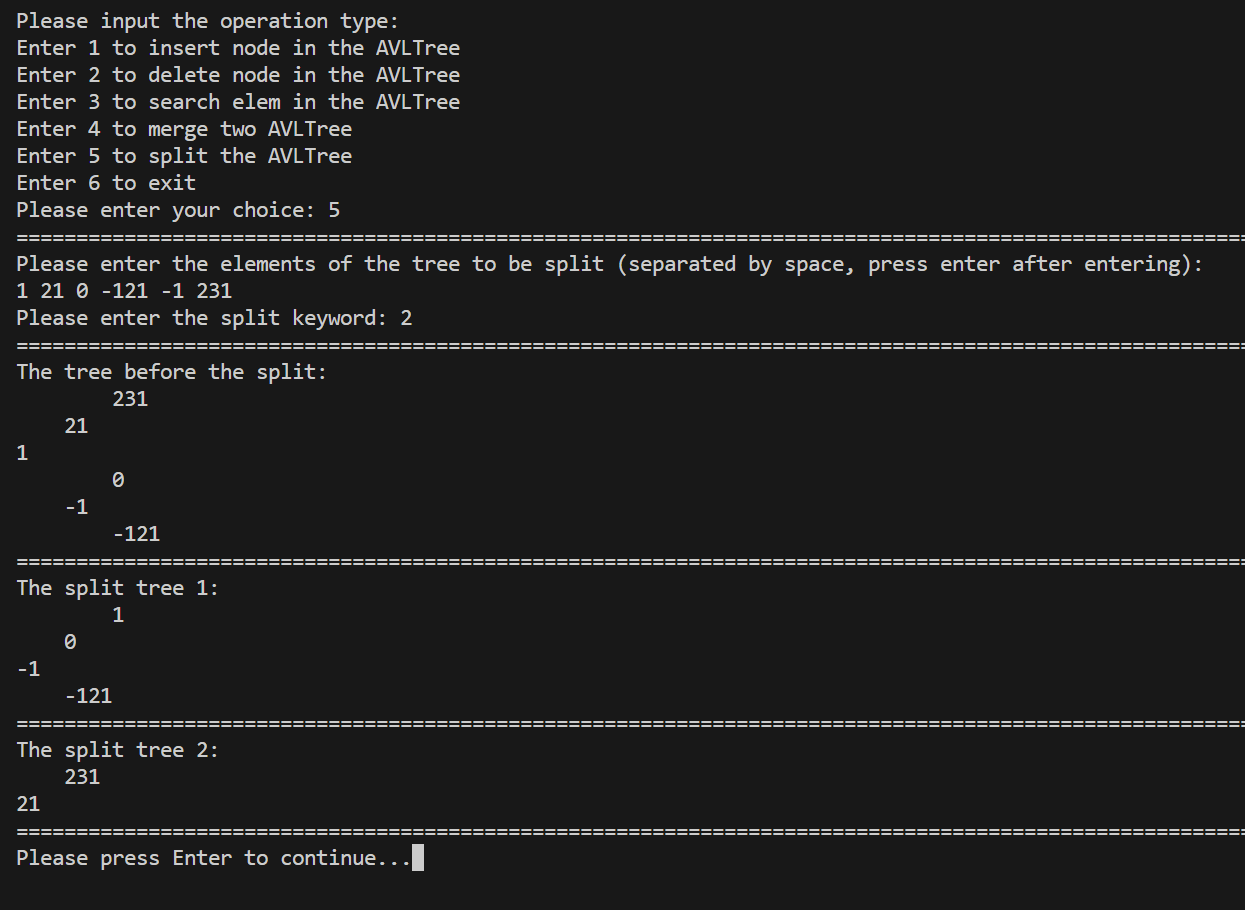 Please input the operation type:
Enter 1 to insert node in the AVLTree
Enter 2 to delete node in the AVLTree
Enter 3 to search elem in the AVLTree
Enter 4 to merge two AVLTree
Enter 5 to split the AVLTree
Enter 6 to exit
Please enter your choice: 5
======================================================================================================
Please enter the elements of the tree to be split (separated by space, press enter after entering):
1 21 0 -121 -1 231
Please enter the split keyword: 2
======================================================================================================
The tree before the split:
        231
    21
1
        0
    -1
        -121
======================================================================================================
The split tree 1:
        1
    0
-1
    -121
======================================================================================================
The split tree 2:
    231
21
======================================================================================================
Please press Enter to continue...